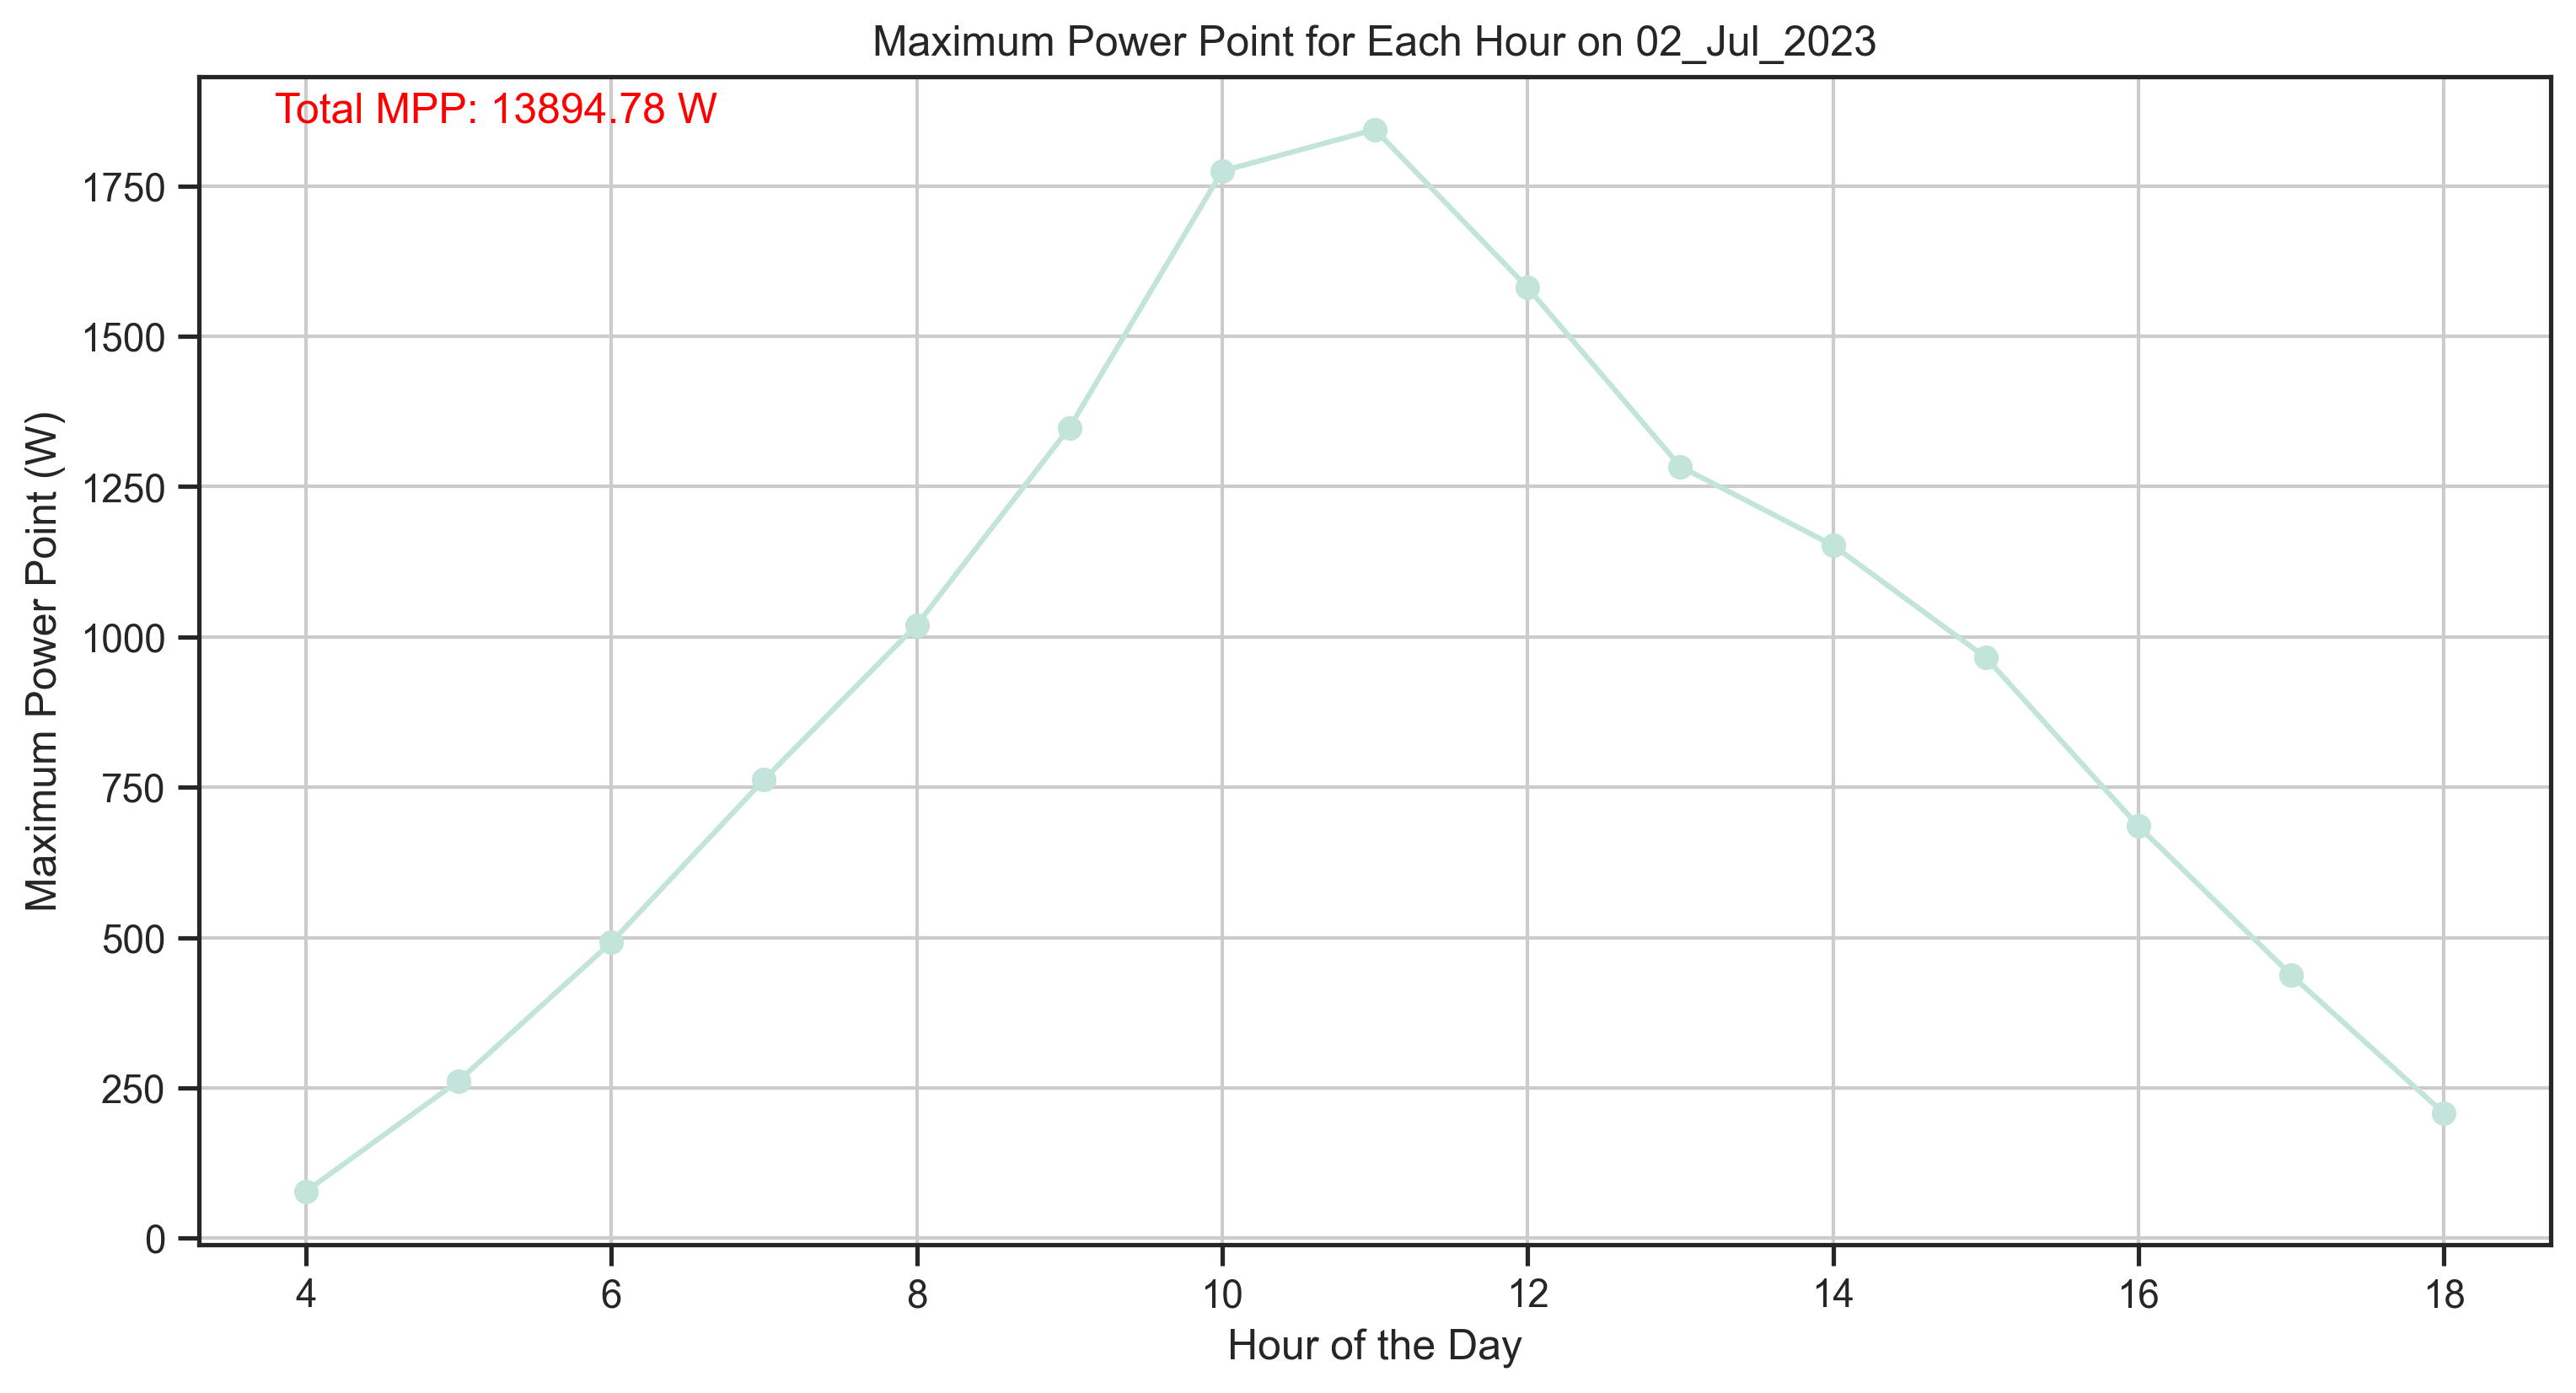 Maximum Power Point for Each Hour on 02_Jul_2023
Total MPP: 13894.78 W
Maximum Power Point (W)
1750
1500
1250
1000
750
500
250
0
4 6 8 10 12 14 16 18
Hour of the Day